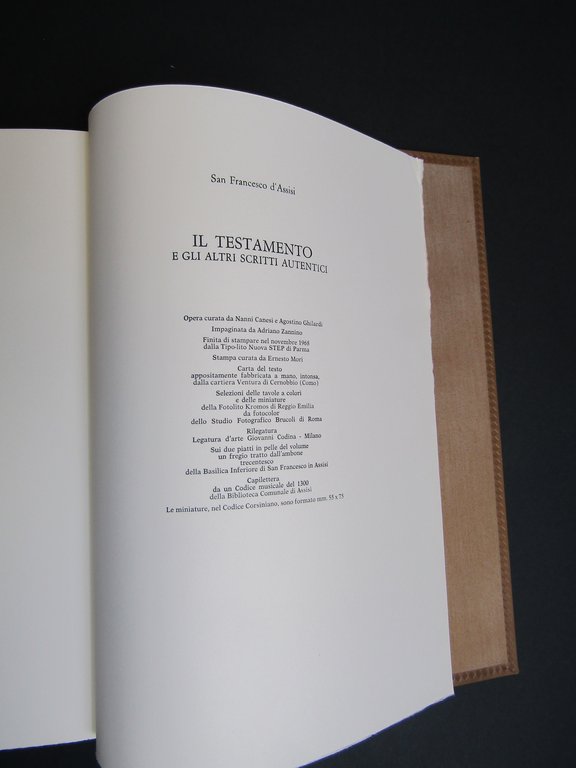 San Francesco d'Assisi
IL TESTAMENTO
E GLI ALTRI SCRITTI AUTENTICI
Opera curata da Nanni Canesi e Agostino Ghilardi
Impaginata da Adriano Zannino
Finita di stampare nel novembre 1968
dalla Tipo-lito Nuova STEP di Parma
Stampa curata da Ernesto Mori
Carta del testo
appositamente fabbricata a mano, intonsa,
dalla cartiera Ventura di Cernobbio (Como)
Selezioni delle tavole a colori
e delle miniature
della Fotolito Kromos di Reggio Emilia
da fotocolor
dello Studio Fotografico Brucoli di Roma
Rilegatura
Legatura d'arte Giovanni Codina - Milano
Sui due piatti in pelle del volume
un fregio tratto dall'ambone
trecentesco
della Basilica Inferiore di San Francesco in Assisi
Capilettera
da un Codice musicale del 1300
della Biblioteca Comunale di Assisi
Le miniature, nel Codice Corsiniano, sono formato mm. 55 x 75